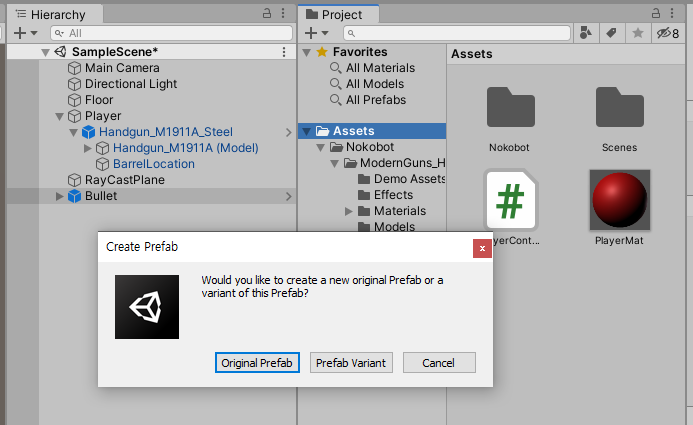 Hierarchy
All
SampleScene*
Main Camera
Directional Light
Floor
Player
Handgun_M1911A_Steel
Handgun_M1911A (Model)
BarrelLocation
RayCastPlane
Bullet
Project
8
Favorites
All Materials
All Models
All Prefabs
Assets
Nokobot
ModernGuns_H
Demo Assets
Effects
Materials
Models
Assets
Nokobot
Scenes
#
yerCont...
PlayerMat
Create Prefab
x
Would you like to create a new original Prefab or a
variant of this Prefab?
Original Prefab
Prefab Variant
Cancel